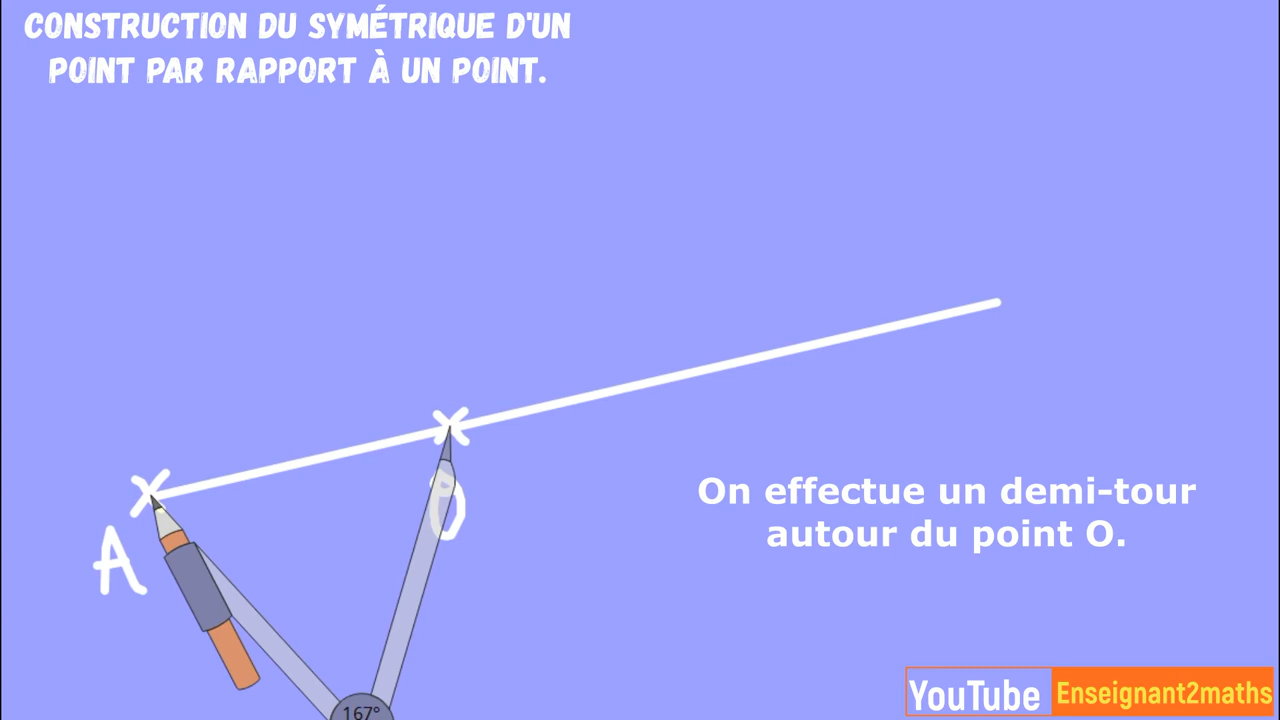 CONSTRUCTION DU SYMÉTRIQUE D'UN
POINT PAR RAPPORT À UN POINT.
A
O
On effectue un demi-tour
autour du point O.
167°
YouTube Enseignant2maths